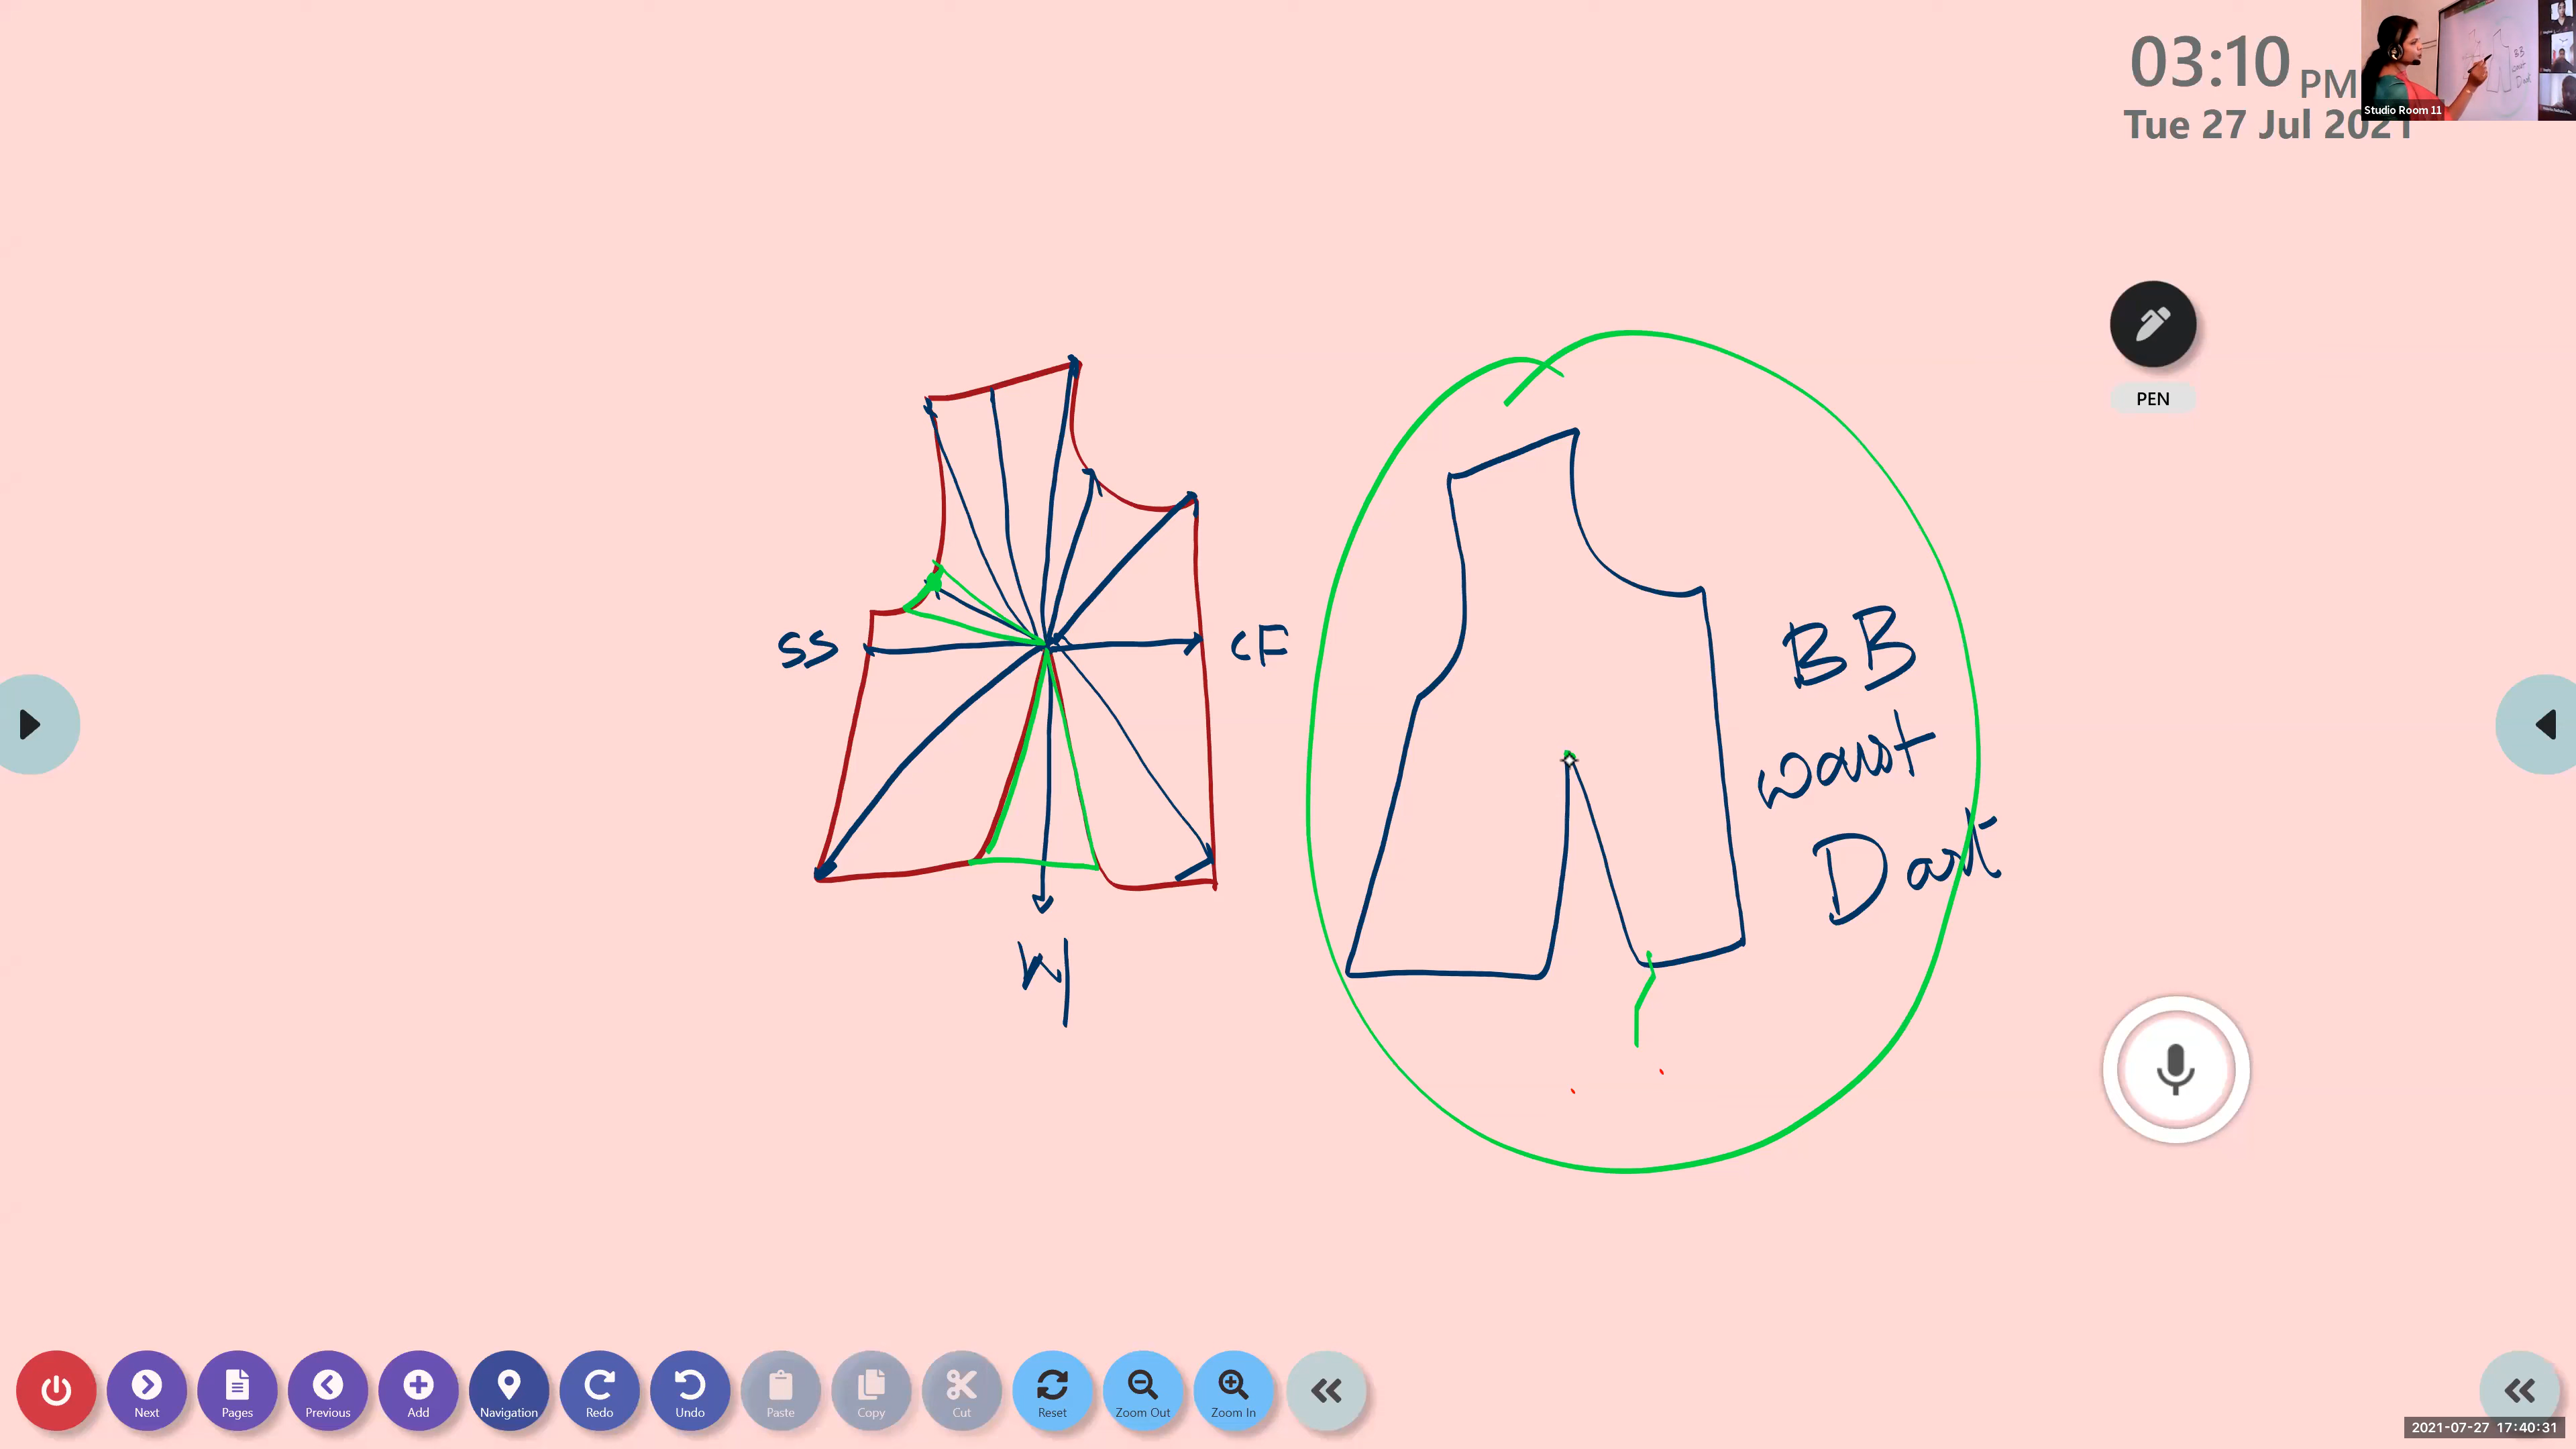 03:10 PM
Tue 27 Jul 2021
Studio Room 11
PEN
SS
CF
BB
waist
Dart
W
Next
Pages
Previous
Add
Navigation
Redo
Undo
Paste
Copy
Cut
Reset
Zoom Out
Zoom In
2021-07-27 17:40:31